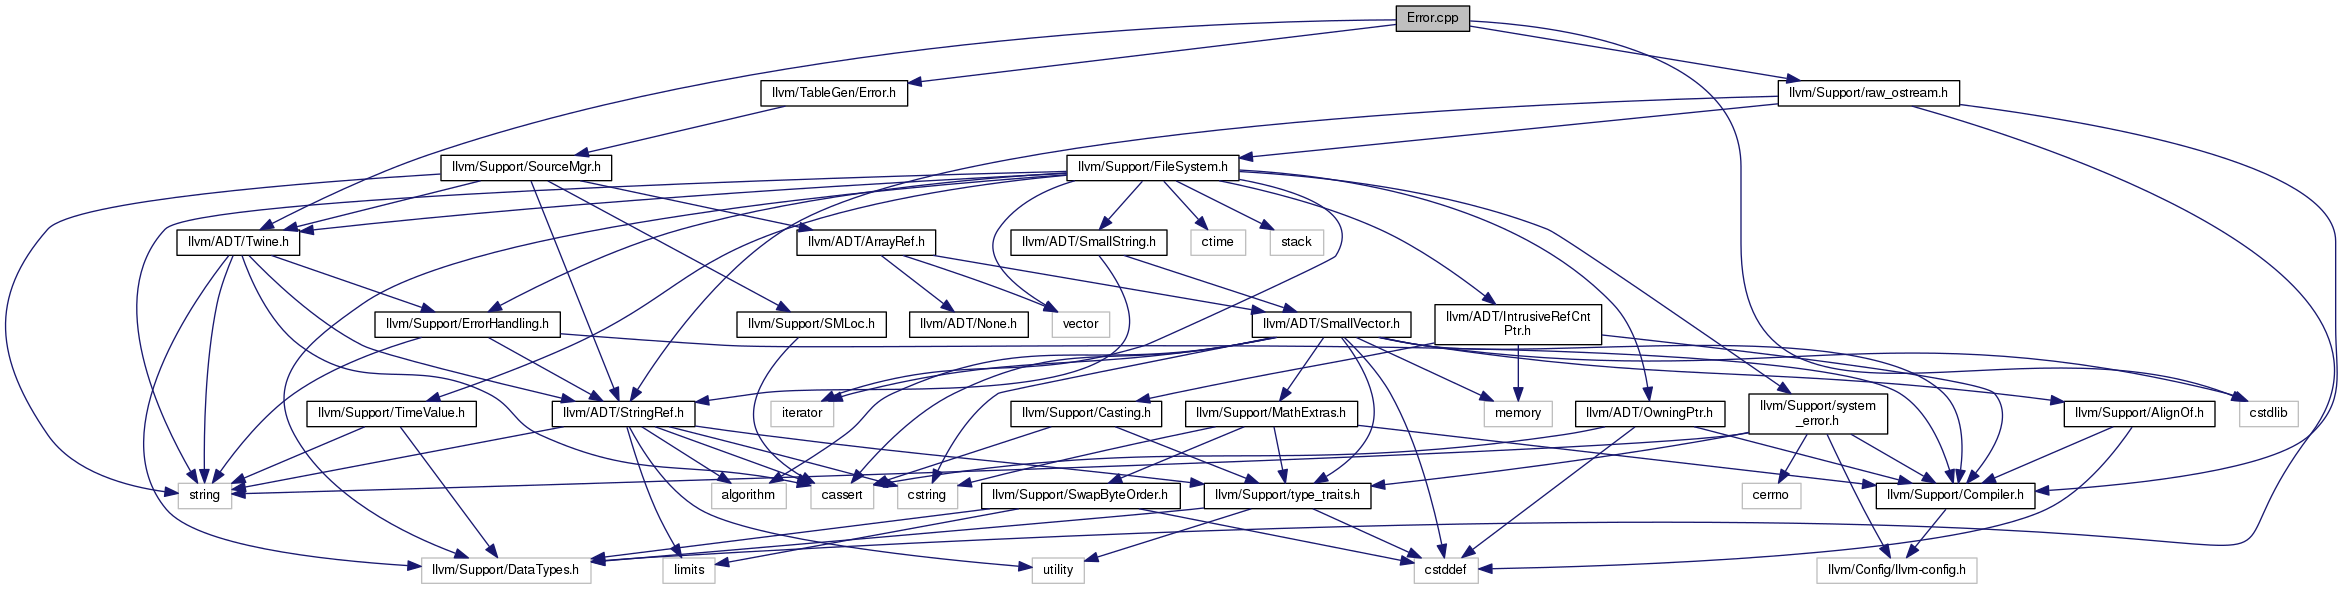 Error.cpp
llvm/TableGen/Error.h
llvm/Support/raw_ostream.h
llvm/Support/SourceMgr.h
llvm/Support/FileSystem.h
llvm/ADT/Twine.h
llvm/ADT/ArrayRef.h
llvm/ADT/SmallString.h
ctime
stack
llvm/Support/ErrorHandling.h
llvm/Support/SMLoc.h
llvm/ADT/None.h
vector
llvm/ADT/SmallVector.h
llvm/ADT/IntrusiveRefCnt
Ptr.h
llvm/Support/TimeValue.h
llvm/ADT/StringRef.h
iterator
llvm/Support/Casting.h
llvm/Support/MathExtras.h
memory
llvm/ADT/OwningPtr.h
llvm/Support/system
_error.h
llvm/Support/AlignOf.h
cstdlib
string
algorithm
cassert
cstring
llvm/Support/SwapByteOrder.h
llvm/Support/type_traits.h
cerrno
llvm/Support/Compiler.h
llvm/Support/DataTypes.h
limits
utility
cstddef
llvm/Config/llvm-config.h